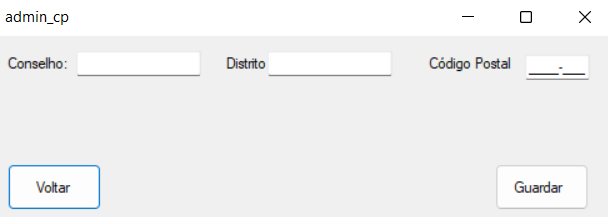 admin_cp
Conselho: Distrito Código Postal ____-___
Voltar Guardar